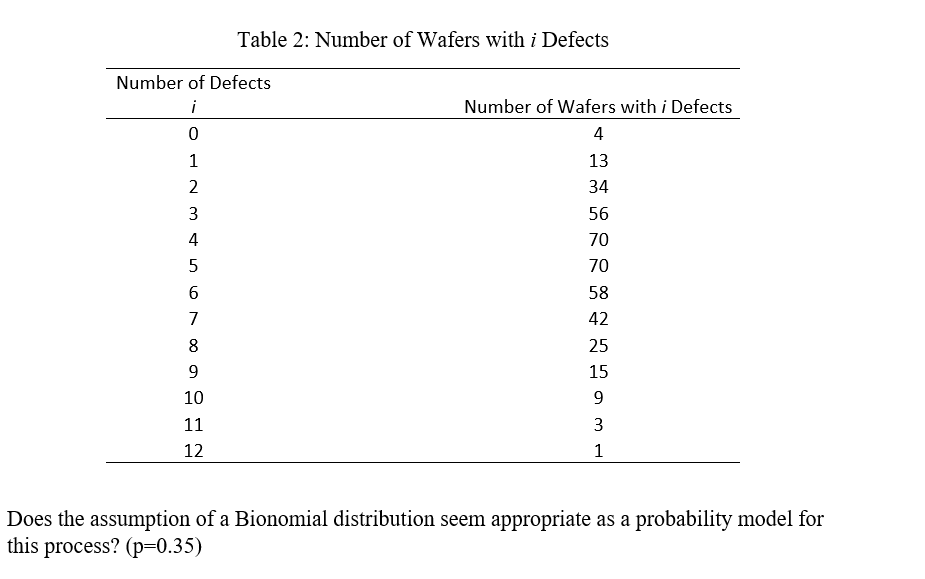 Table 2: Number of Wafers with i Defects
Number of Defects
i Number of Wafers with i Defects
0 4
1 13
2 34
3 56
4 70
5 70
6 58
7 42
8 25
9 15
10 9
11 3
12 1
Does the assumption of a Bionomial distribution seem appropriate as a probability model for
this process? (p=0.35)